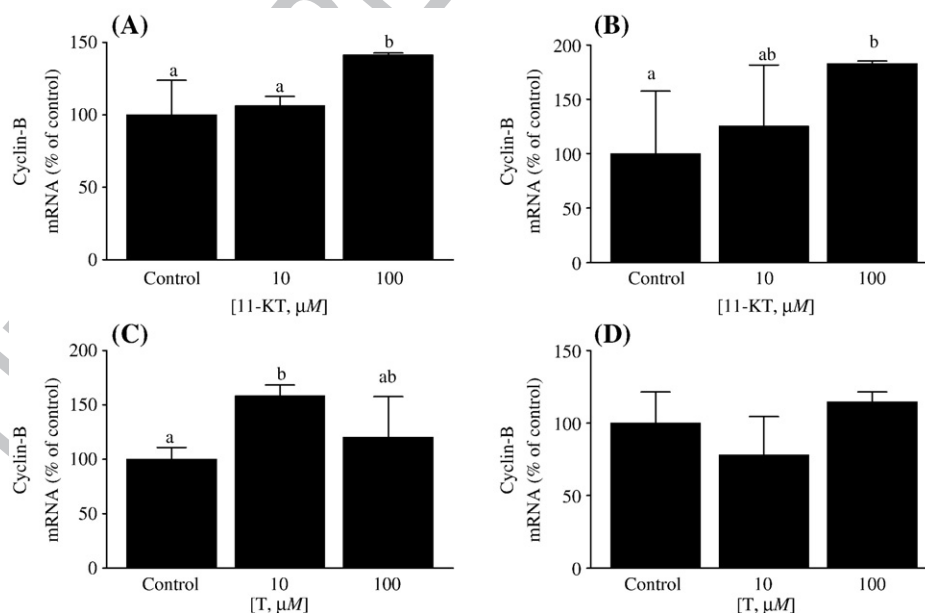 (A)
150
100
50
0
Cyclin-B
mRNA (% of control)
a
a
b
Control 10 100
[11-KT, μM]
(B)
200
150
100
50
0
Cyclin-B
mRNA (% of control)
a
ab
b
Control 10 100
[11-KT, μM]
(C)
200
150
100
50
0
Cyclin-B
mRNA (% of control)
a
b
ab
Control 10 100
[T, μM]
(D)
150
100
50
0
Cyclin-B
mRNA (% of control)
Control 10 100
[T, μM]